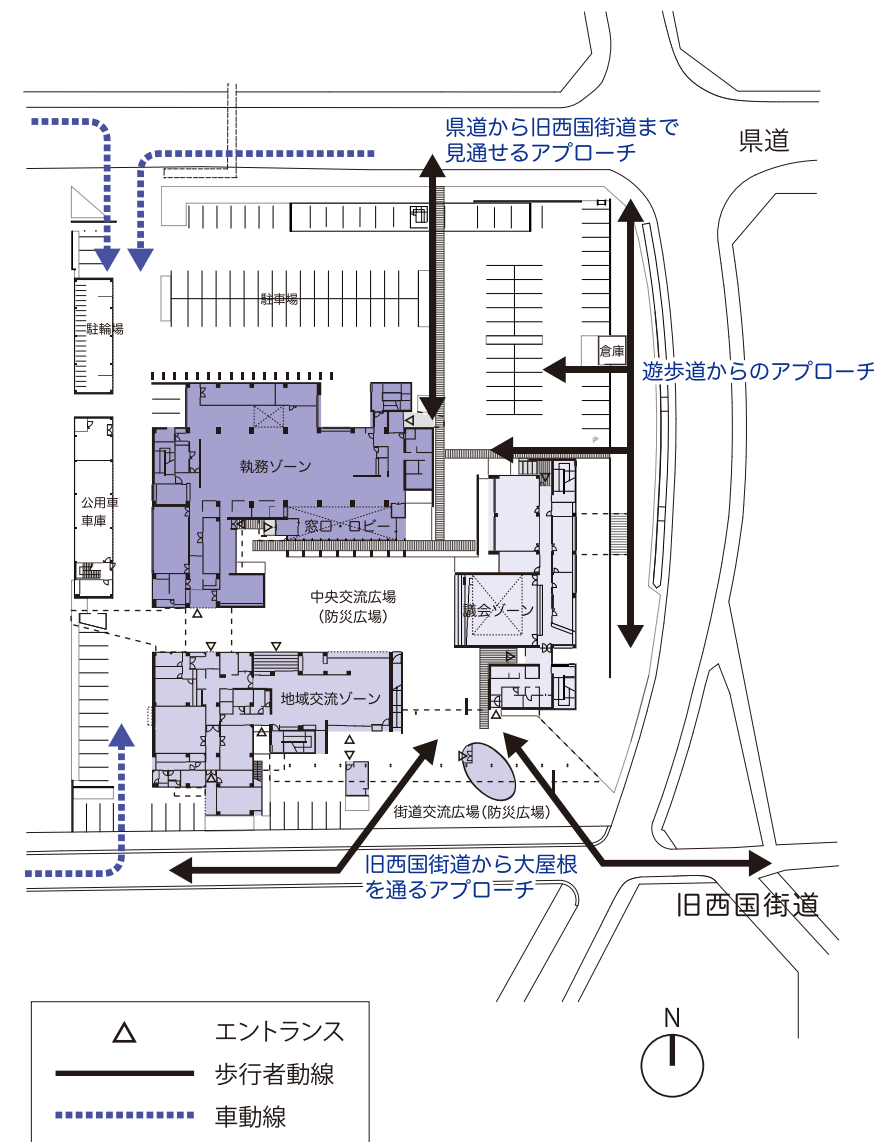 県道から旧西国街道まで
見通せるアプローチ
県道
駐車場
駐輪場
倉庫
遊歩道からのアプローチ
執務ゾーン
公用車
車庫
窓口・ロビー
中央交流広場
（防災広場）
議会ゾーン
地域交流ゾーン
街道交流広場（防災広場）
旧西国街道から大屋根
を通るアプローチ
旧西国街道
N
エントランス
歩行者動線
車動線